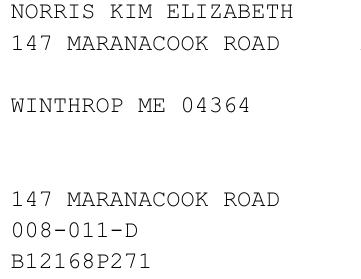 NORRIS KIM ELIZABETH
147 MARANACOOK ROAD
WINTHROP ME 04364
147 MARANACOOK ROAD
008-011-D
B12168P271